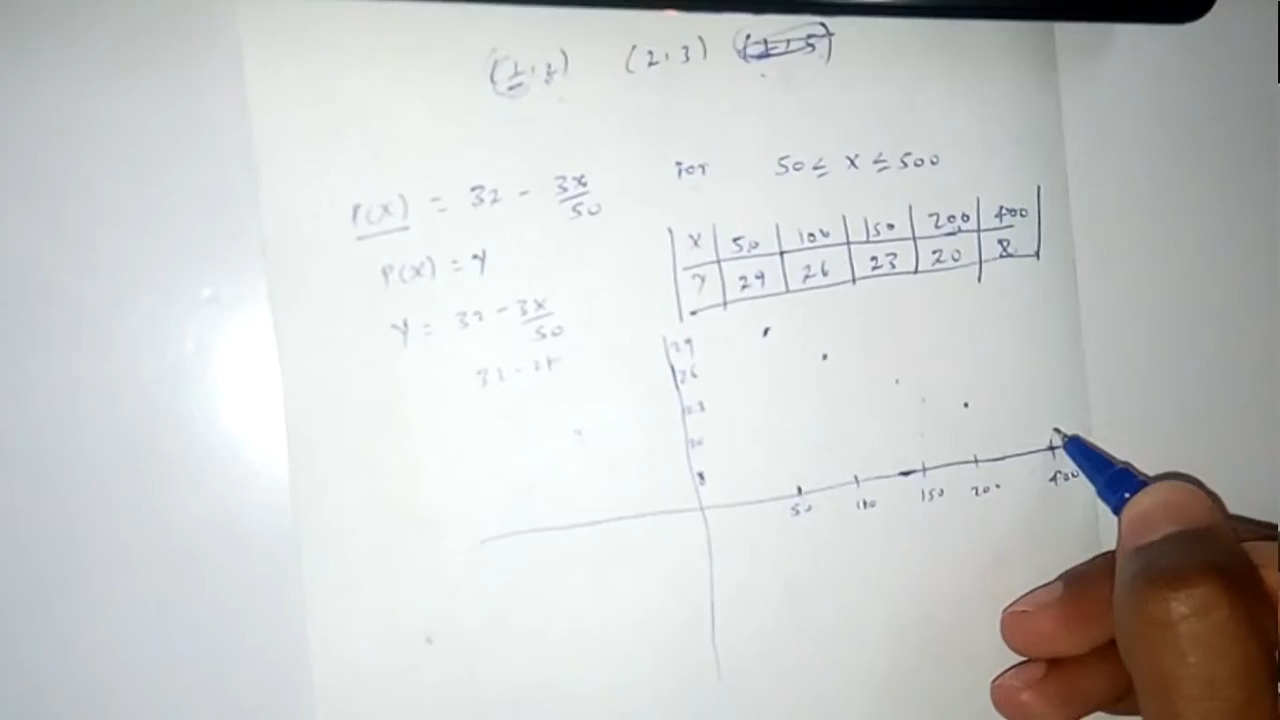 (2,3)
P(X) = 32 - 3x/50 for 50 ≤ x ≤ 500
X 50 100 150 200 400
Y 29 26 23 20 8
P(X) = Y
Y = 32 - 3x/50
29
26
23
20
8
50 100 150 200 400